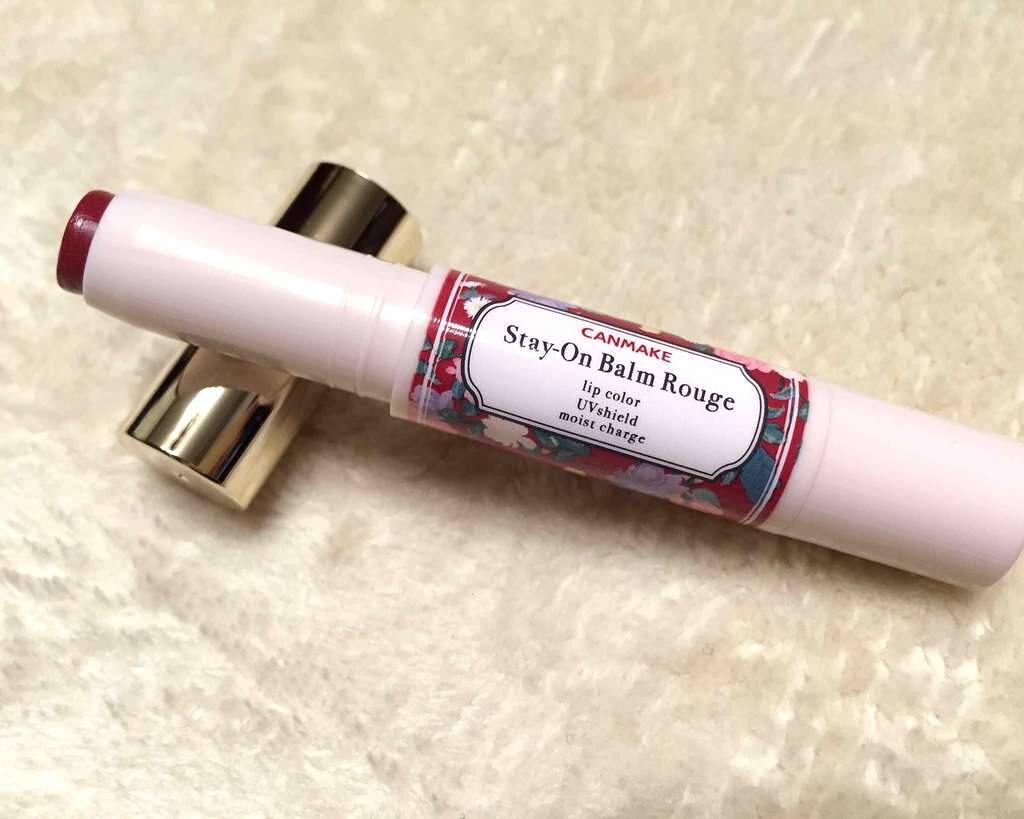 CANMAKE
Stay-On Balm Rouge
lip color
UVshield
moist charge